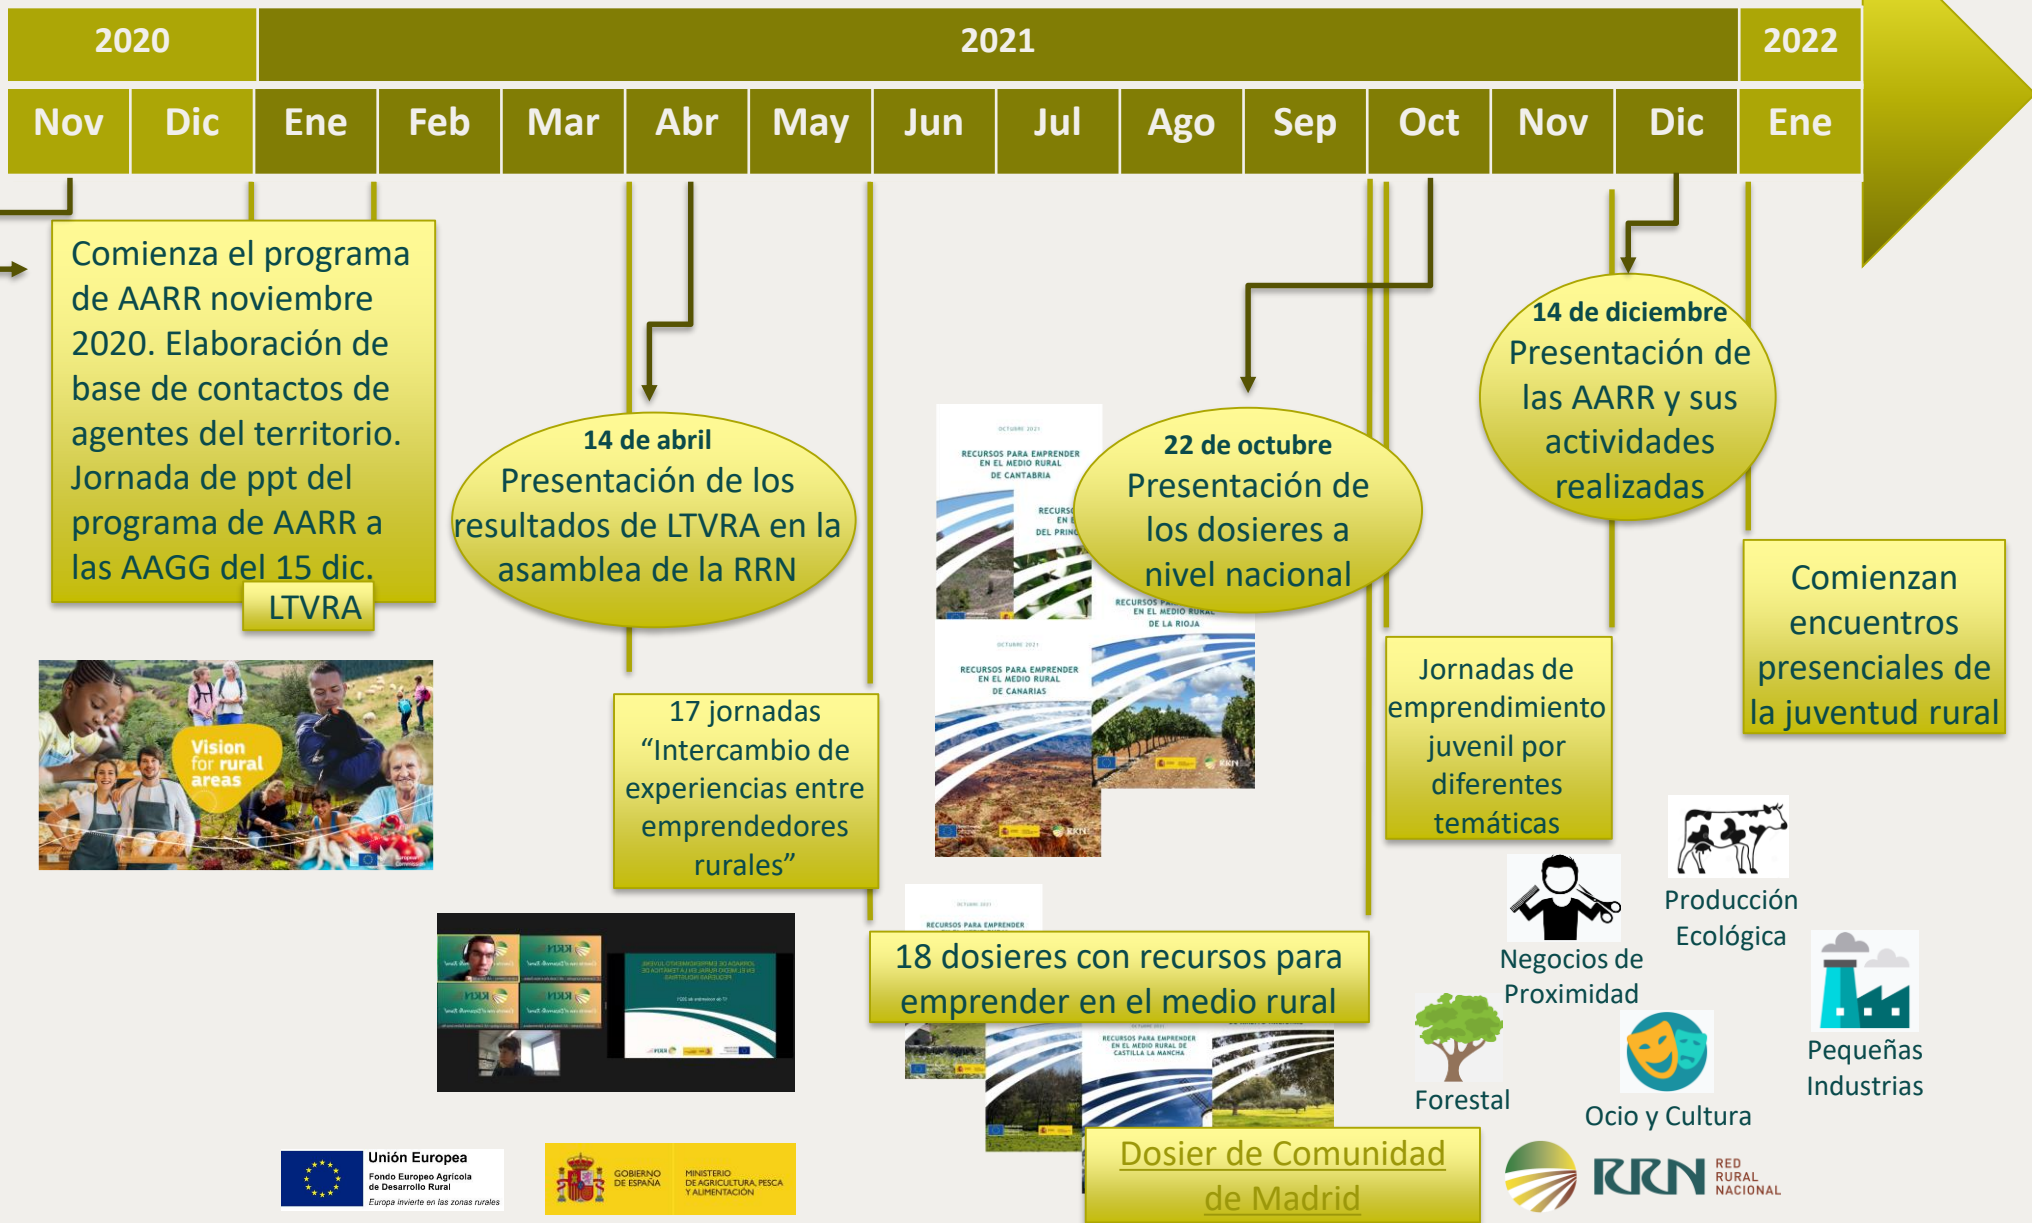 2020
2021
2022
Nov
Dic
Ene
Feb
Mar
Abr
May
Jun
Jul
Ago
Sep
Oct
Nov
Dic
Ene
Comienza el programa
de AARR noviembre
2020. Elaboración de
base de contactos de
agentes del territorio.
Jornada de ppt del
programa de AARR a
las AAGG del 15 dic.
LTVRA
Vision
for rural
areas
European
Commission
14 de abril
Presentación de los
resultados de LTVRA en la
asamblea de la RRN
17 jornadas
“Intercambio de
experiencias entre
emprendedores
rurales”
OCTUBRE 2021
RECURSOS PARA EMPRENDER
EN EL MEDIO RURAL
DE CANTABRIA
22 de octubre
Presentación de
los dosieres a
nivel nacional
EN EL MEDIO RURAL
DE LA RIOJA
OCTUBRE 2021
RECURSOS PARA EMPRENDER
EN EL MEDIO RURAL
DE CANARIAS
RRN
RRN
OCTUBRE 2021
RECURSOS PARA EMPRENDER
18 dosieres con recursos para
emprender en el medio rural
RECURSOS PARA EMPRENDER
EN EL MEDIO RURAL DE
CASTILLA LA MANCHA
Dosier de Comunidad
de Madrid
14 de diciembre
Presentación de
las AARR y sus
actividades
realizadas
Jornadas de
emprendimiento
juvenil por
diferentes
temáticas
Comienzan
encuentros
presenciales de
la juventud rural
Negocios de
Proximidad
Producción
Ecológica
Forestal
Ocio y Cultura
Pequeñas
Industrias
Unión Europea
Fondo Europeo Agrícola
de Desarrollo Rural
Europa invierte en las zonas rurales
GOBIERNO
DE ESPAÑA
MINISTERIO
DE AGRICULTURA, PESCA
Y ALIMENTACIÓN
RRN
RED
RURAL
NACIONAL